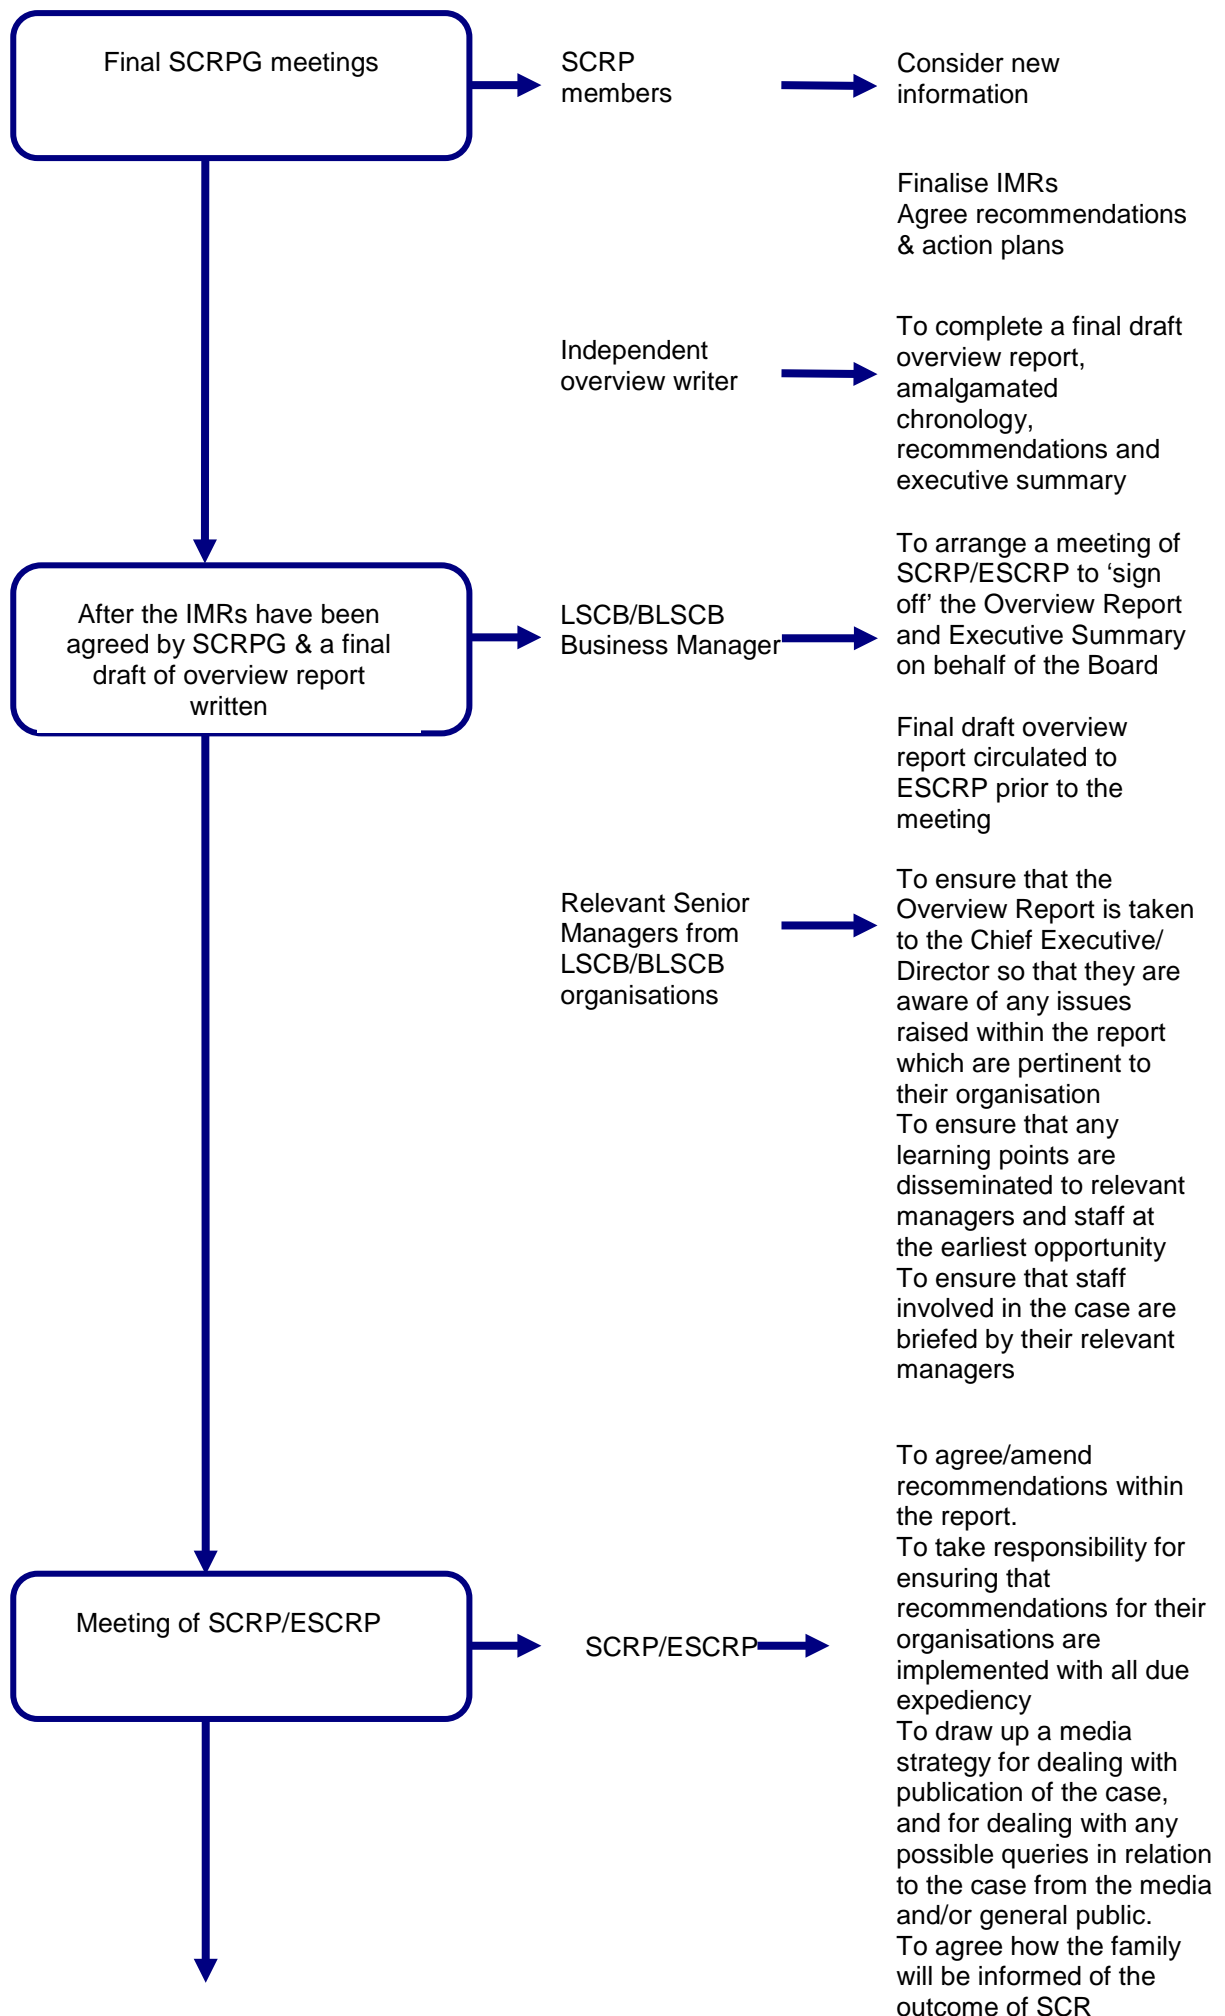 Final SCRPG meetings
SCRP
members
Consider new
information
Finalise IMRs
Agree recommendations
& action plans
Independent
overview writer
To complete a final draft
overview report,
amalgamated
chronology,
recommendations and
executive summary
After the IMRs have been
agreed by SCRPG & a final
draft of overview report
written
LSCB/BLSCB
Business Manager
To arrange a meeting of
SCRP/ESCRP to ‘sign
off’ the Overview Report
and Executive Summary
on behalf of the Board
Final draft overview
report circulated to
ESCRP prior to the
meeting
Relevant Senior
Managers from
LSCB/BLSCB
organisations
To ensure that the
Overview Report is taken
to the Chief Executive/
Director so that they are
aware of any issues
raised within the report
which are pertinent to
their organisation
To ensure that any
learning points are
disseminated to relevant
managers and staff at
the earliest opportunity
To ensure that staff
involved in the case are
briefed by their relevant
managers
Meeting of SCRP/ESCRP
SCRP/ESCRP
To agree/amend
recommendations within
the report.
To take responsibility for
ensuring that
recommendations for their
organisations are
implemented with all due
expediency
To draw up a media
strategy for dealing with
publication of the case,
and for dealing with any
possible queries in relation
to the case from the media
and/or general public.
To agree how the family
will be informed of the
outcome of SCR